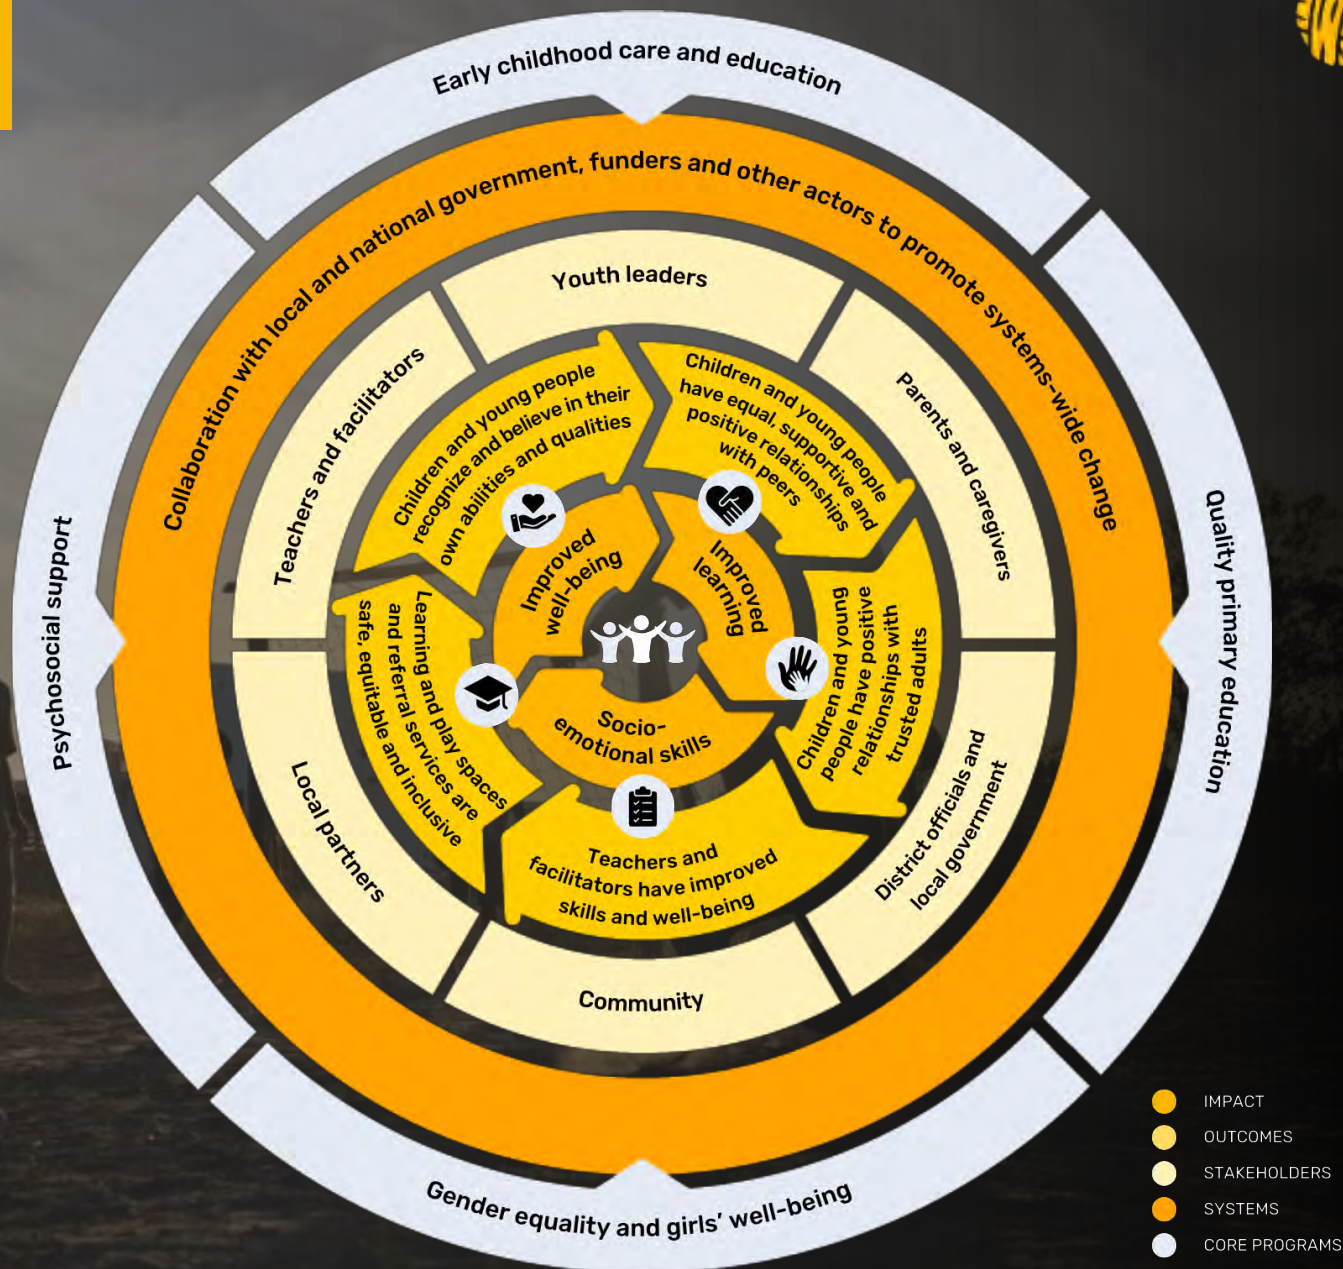 Early childhood care and education
Collaboration with local and national government, funders and other actors to promote systems-wide change
Psychosocial support
Quality primary education
Gender equality and girls' well-being
Youth leaders
Teachers and facilitators
Parents and caregivers
Local partners
District officials and
local government
Community
Children and young people
recognize and believe in their
own abilities and qualities
Children and young people
have equal, supportive and
positive relationships
with peers
Children and young
people have positive
relationships with
trusted adults
Teachers and
facilitators have improved
skills and well-being
Learning and play spaces
and referral services are
safe, equitable and inclusive
Improved
well-being
Improved
learning
Socio-
emotional skills
IMPACT
OUTCOMES
STAKEHOLDERS
SYSTEMS
CORE PROGRAMS